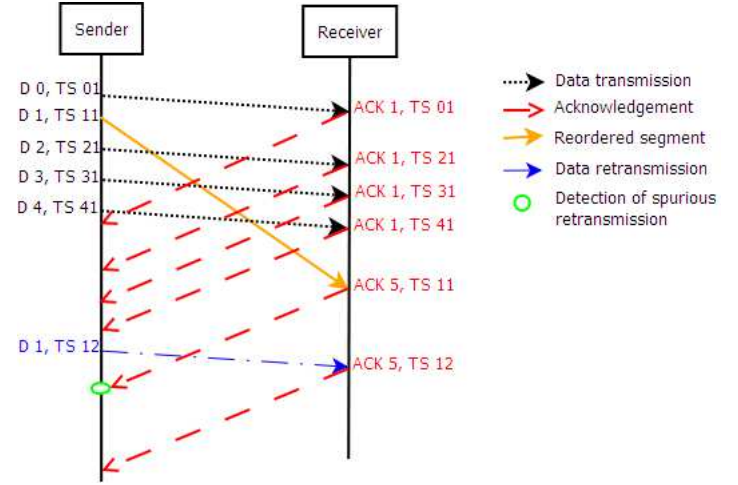 Sender
Receiver
D 0, TS 01
D 1, TS 11
D 2, TS 21
D 3, TS 31
D 4, TS 41
D 1, TS 12
ACK 1, TS 01
ACK 1, TS 21
ACK 1, TS 31
ACK 1, TS 41
ACK 5, TS 11
ACK 5, TS 12
Data transmission
Acknowledgement
Reordered segment
Data retransmission
Detection of spurious
retransmission